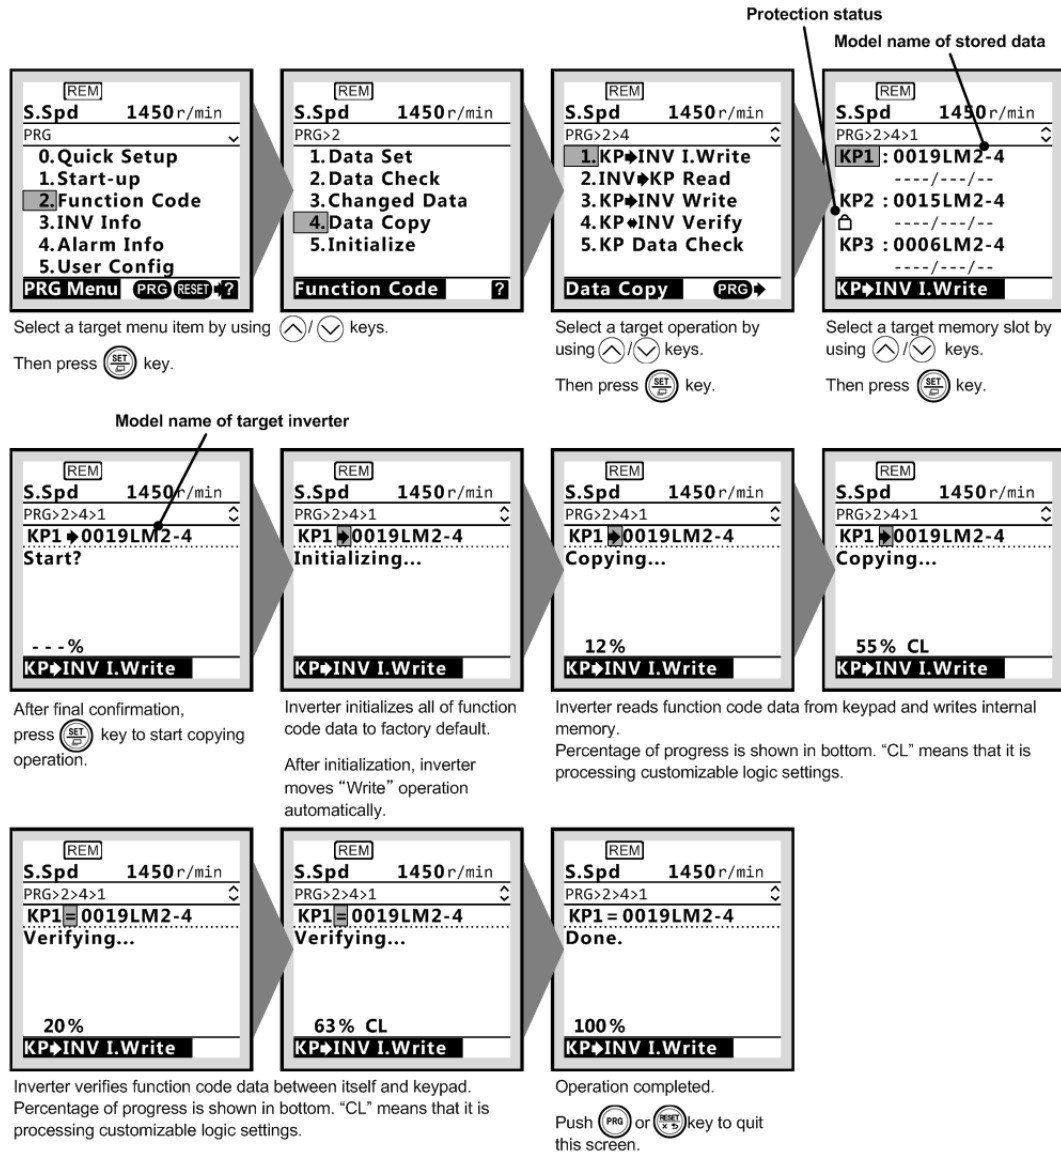 Protection status
Model name of stored data
REM
S.Spd 1450r/min
PRG
0.Quick Setup
1.Start-up
2.Function Code
3.INV Info
4.Alarm Info
5.User Config
PRG Menu PRG RESET ➧?
REM
S.Spd 1450r/min
PRG>2
1.Data Set
2.Data Check
3.Changed Data
4.Data Copy
5.Initialize
Function Code ?
REM
S.Spd 1450r/min
PRG>2>4
1.KP➧INV I.Write
2.INV➧KP Read
3.KP➧INV Write
4.KP⬌INV Verify
5.KP Data Check
Data Copy PRG➧
REM
S.Spd 1450r/min
PRG>2>4>1
KP1 : 0019LM2-4
----/---/--
KP2 : 0015LM2-4
----/---/--
KP3 : 0006LM2-4
----/---/--
KP➧INV I.Write
Select a target menu item by using / keys.
Then press SET key.
Select a target operation by
using / keys.
Then press SET key.
Select a target memory slot by
using / keys.
Then press SET key.
Model name of target inverter
REM
S.Spd 1450r/min
PRG>2>4>1
KP1➧0019LM2-4
Start?
---%
KP➧INV I.Write
REM
S.Spd 1450r/min
PRG>2>4>1
KP1➧0019LM2-4
Initializing...
KP➧INV I.Write
REM
S.Spd 1450r/min
PRG>2>4>1
KP1➧0019LM2-4
Copying...
12%
KP➧INV I.Write
REM
S.Spd 1450r/min
PRG>2>4>1
KP1➧0019LM2-4
Copying...
55% CL
KP➧INV I.Write
After final confirmation,
press SET key to start copying
operation.
Inverter initializes all of function
code data to factory default.
After initialization, inverter
moves “Write” operation
automatically.
Inverter reads function code data from keypad and writes internal
memory.
Percentage of progress is shown in bottom. “CL” means that it is
processing customizable logic settings.
REM
S.Spd 1450r/min
PRG>2>4>1
KP1=0019LM2-4
Verifying...
20%
KP➧INV I.Write
REM
S.Spd 1450r/min
PRG>2>4>1
KP1=0019LM2-4
Verifying...
63% CL
KP➧INV I.Write
REM
S.Spd 1450r/min
PRG>2>4>1
KP1=0019LM2-4
Done.
100%
KP➧INV I.Write
Inverter verifies function code data between itself and keypad.
Percentage of progress is shown in bottom. “CL” means that it is
processing customizable logic settings.
Operation completed.
Push PRG or RESET key to quit
this screen.